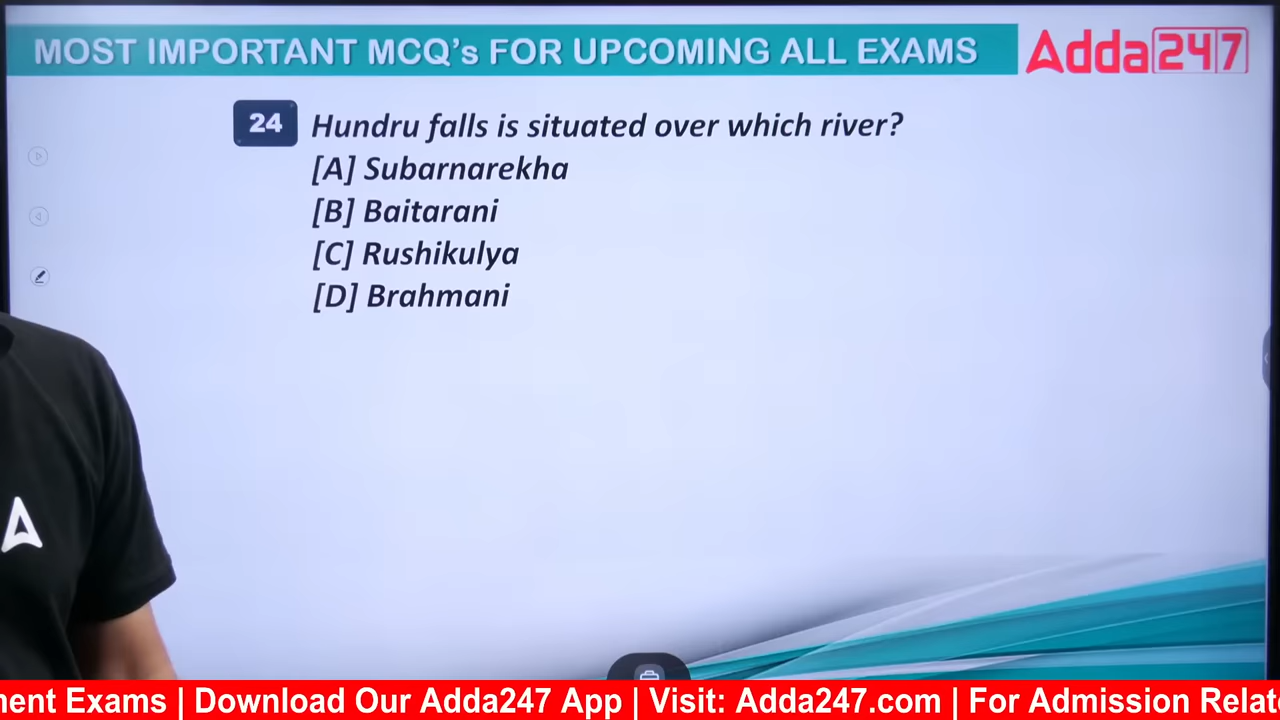 MOST IMPORTANT MCQ's FOR UPCOMING ALL EXAMS
Adda247
24 Hundru falls is situated over which river?
[A] Subarnarekha
[B] Baitarani
[C] Rushikulya
[D] Brahmani
ment Exams | Download Our Adda247 App | Visit: Adda247.com | For Admission Relat